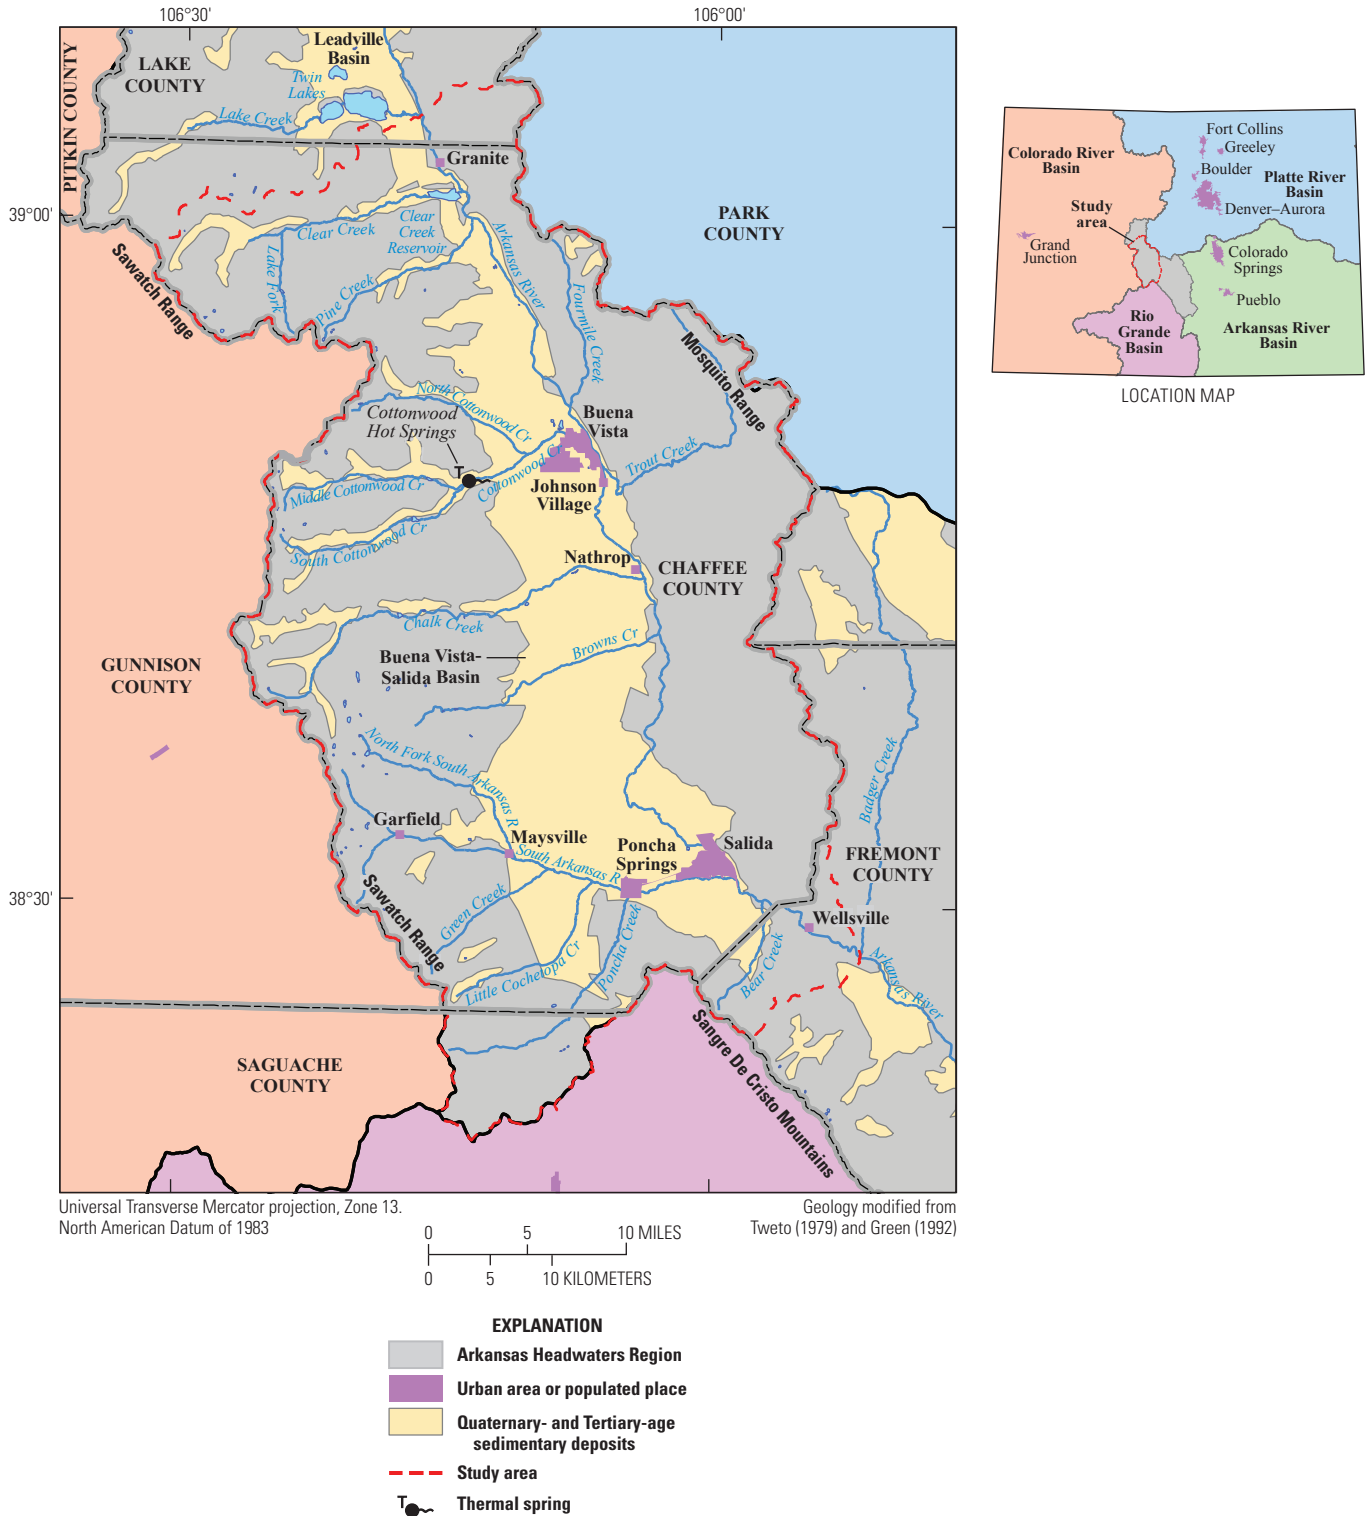 106°30'
106°00'
Leadville
Basin
LAKE
COUNTY
PITKIN COUNTY
Twin
Lakes
Lake Creek
Granite
39°00'
PARK
COUNTY
Clear Creek
Clear
Creek
Reservoir
Lake Fork
Pine Creek
Arkansas River
Fourmile Creek
Sawatch Range
Mosquito Range
North Cottonwood Cr
Cottonwood
Hot Springs
Buena
Vista
T
Cottonwood Cr
Trout Creek
Middle Cottonwood Cr
Johnson
Village
South Cottonwood Cr
Nathrop
CHAFFEE
COUNTY
Chalk Creek
Browns Cr
Buena Vista-
Salida Basin
GUNNISON
COUNTY
North Fork South Arkansas R
Badger Creek
Garfield
Maysville
Poncha
Springs
Salida
South Arkansas R
FREMONT
COUNTY
38°30'
Sawatch Range
Green Creek
Wellsville
Poncha Creek
Little Cochetopa Cr
Bear Creek
Arkansas River
Sangre De Cristo Mountains
SAGUACHE
COUNTY
Universal Transverse Mercator projection, Zone 13.
North American Datum of 1983
Geology modified from
Tweto (1979) and Green (1992)
0 5 10 MILES
0 5 10 KILOMETERS
Fort Collins
Greeley
Colorado River
Basin
Boulder
Platte River
Basin
Study
area
Denver–Aurora
Grand
Junction
Colorado
Springs
Pueblo
Rio
Grande
Basin
Arkansas River
Basin
LOCATION MAP
EXPLANATION
Arkansas Headwaters Region
Urban area or populated place
Quaternary- and Tertiary-age
sedimentary deposits
Study area
T
Thermal spring